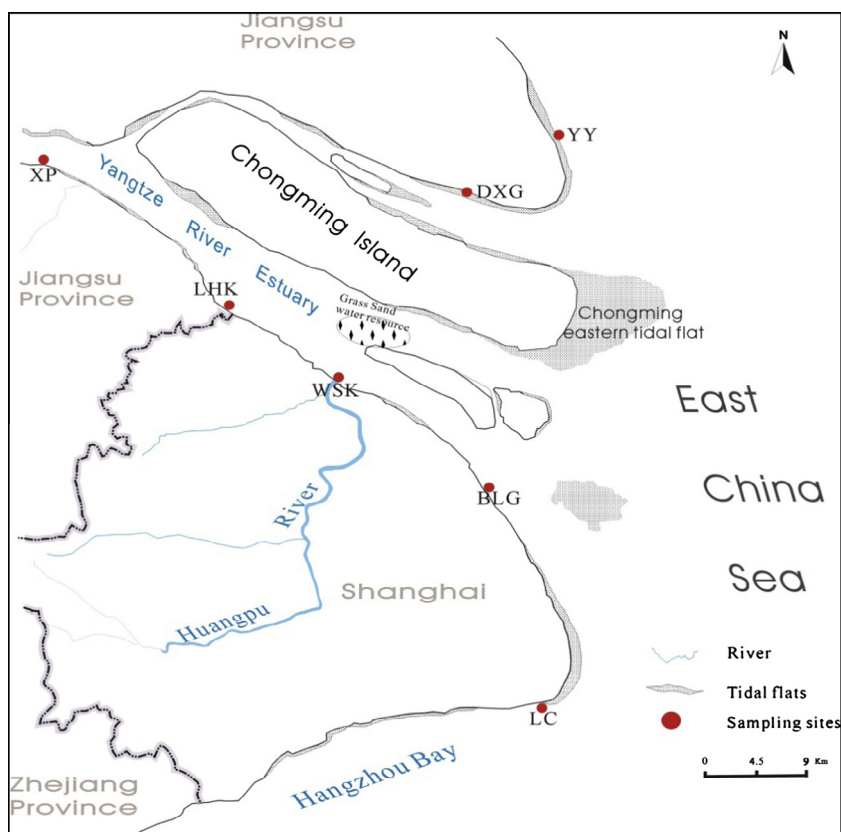 Jiangsu
Province
N
YY
XP
DXG
Chongming Island
Yangtze River Estuary
Jiangsu
Province
LHK
Grass Sand
water resource
Chongming
eastern tidal flat
WSK
East
China
Sea
BLG
River
Huangpu
Shanghai
River
Tidal flats
Sampling sites
LC
0 4.5 9 Km
Hangzhou Bay
Zhejiang
Province